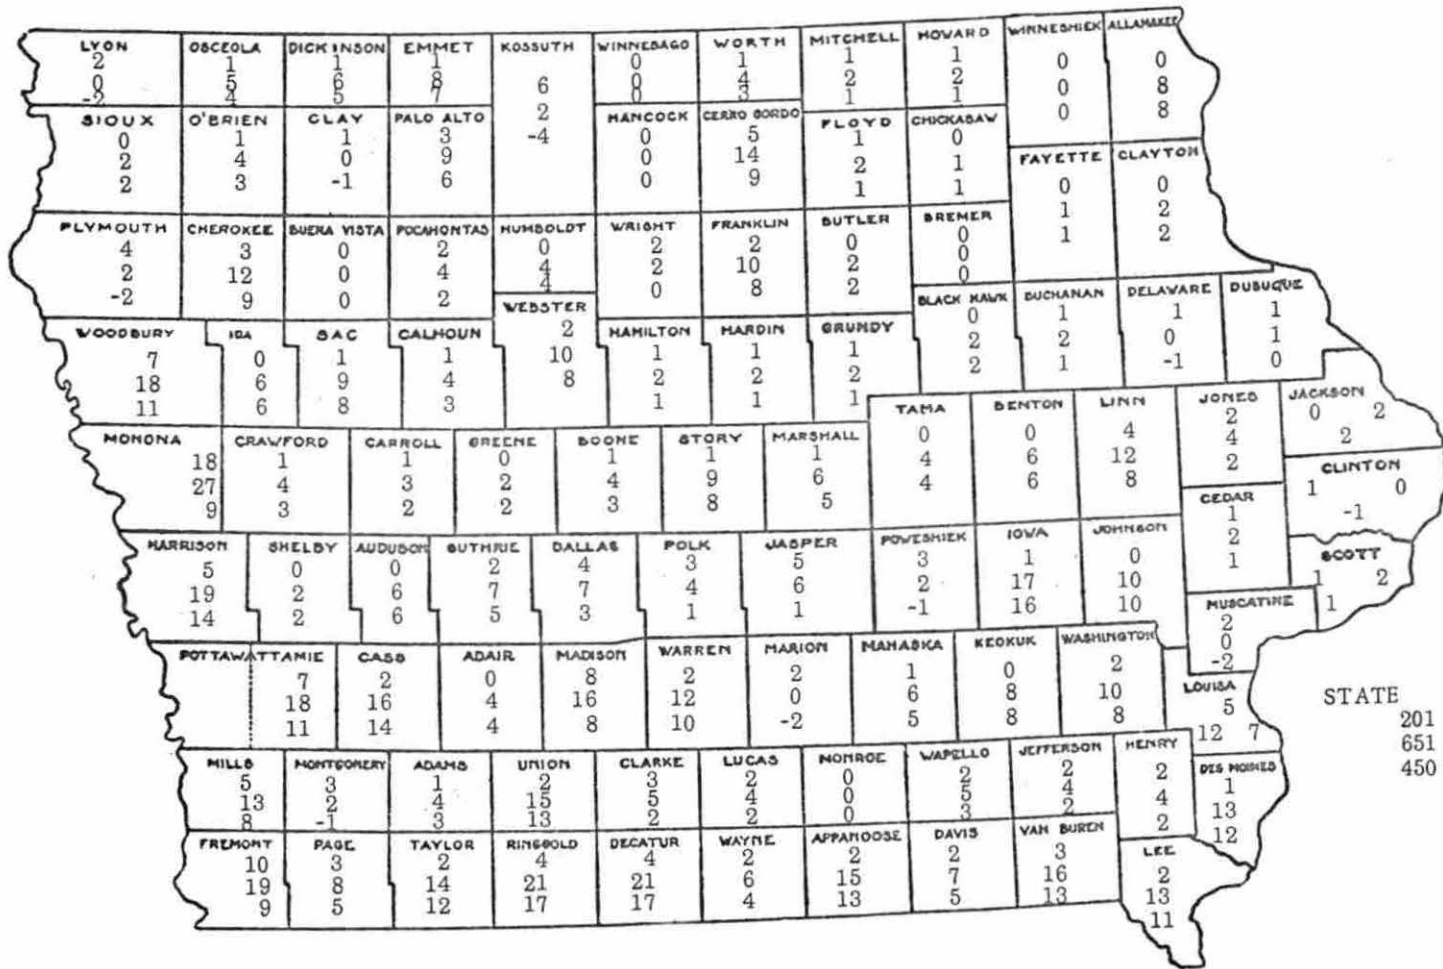 LYON
2
0
-2
OSCEOLA
1
5
4
DICKINSON
1
6
5
EMMET
1
8
7
KOSSUTH
6
2
-4
WINNEBAGO
0
0
0
WORTH
1
4
3
MITCHELL
1
2
1
HOWARD
1
2
1
WINNESHIEK
0
0
0
ALLAMAKEE
0
8
8
SIOUX
0
2
2
O'BRIEN
1
4
3
CLAY
1
0
-1
PALO ALTO
3
9
6
HANCOCK
0
0
0
CERRO GORDO
5
14
9
FLOYD
1
2
1
CHICKASAW
0
1
1
FAYETTE
0
1
1
CLAYTON
0
2
2
PLYMOUTH
4
2
-2
CHEROKEE
3
12
9
BUENA VISTA
0
0
0
POCAHONTAS
2
4
2
HUMBOLDT
0
4
4
WRIGHT
2
2
0
FRANKLIN
2
10
8
BUTLER
0
2
2
BREMER
0
0
0
WOODBURY
7
18
11
IDA
0
6
6
SAC
1
9
8
CALHOUN
1
4
3
WEBSTER
2
10
8
HAMILTON
1
2
1
HARDIN
1
2
1
GRUNDY
1
2
1
BLACK HAWK
0
2
2
BUCHANAN
1
2
1
DELAWARE
1
0
-1
DUBUQUE
1
1
0
MONONA
18
27
9
CRAWFORD
1
4
3
CARROLL
1
3
2
GREENE
0
2
2
BOONE
1
4
3
STORY
1
9
8
MARSHALL
1
6
5
TAMA
0
4
4
BENTON
0
6
6
LINN
4
12
8
JONES
2
4
2
JACKSON
0 2
2
CLINTON
1 0
-1
CEDAR
1
2
1
HARRISON
5
19
14
SHELBY
0
2
2
AUDUBON
0
6
6
GUTHRIE
2
7
5
DALLAS
4
7
3
POLK
3
4
1
JASPER
5
6
1
POWESHIEK
3
2
-1
IOWA
1
17
16
JOHNSON
0
10
10
SCOTT
1 2
1
MUSCATINE
2
0
-2
POTTAWATTAMIE
7
18
11
CASS
2
16
14
ADAIR
0
4
4
MADISON
8
16
8
WARREN
2
12
10
MARION
2
0
-2
MAHASKA
1
6
5
KEOKUK
0
8
8
WASHINGTON
2
10
8
LOUISA
5
12 7
STATE
201
651
450
MILLS
5
13
8
MONTGOMERY
3
2
-1
ADAMS
1
4
3
UNION
2
15
13
CLARKE
3
5
2
LUCAS
2
4
2
MONROE
0
0
0
WAPELLO
2
5
3
JEFFERSON
2
4
2
HENRY
2
4
2
DES MOINES
1
13
12
FREMONT
10
19
9
PAGE
3
8
5
TAYLOR
2
14
12
RINGGOLD
4
21
17
DECATUR
4
21
17
WAYNE
2
6
4
APPANOOSE
2
15
13
DAVIS
2
7
5
VAN BUREN
3
16
13
LEE
2
13
11